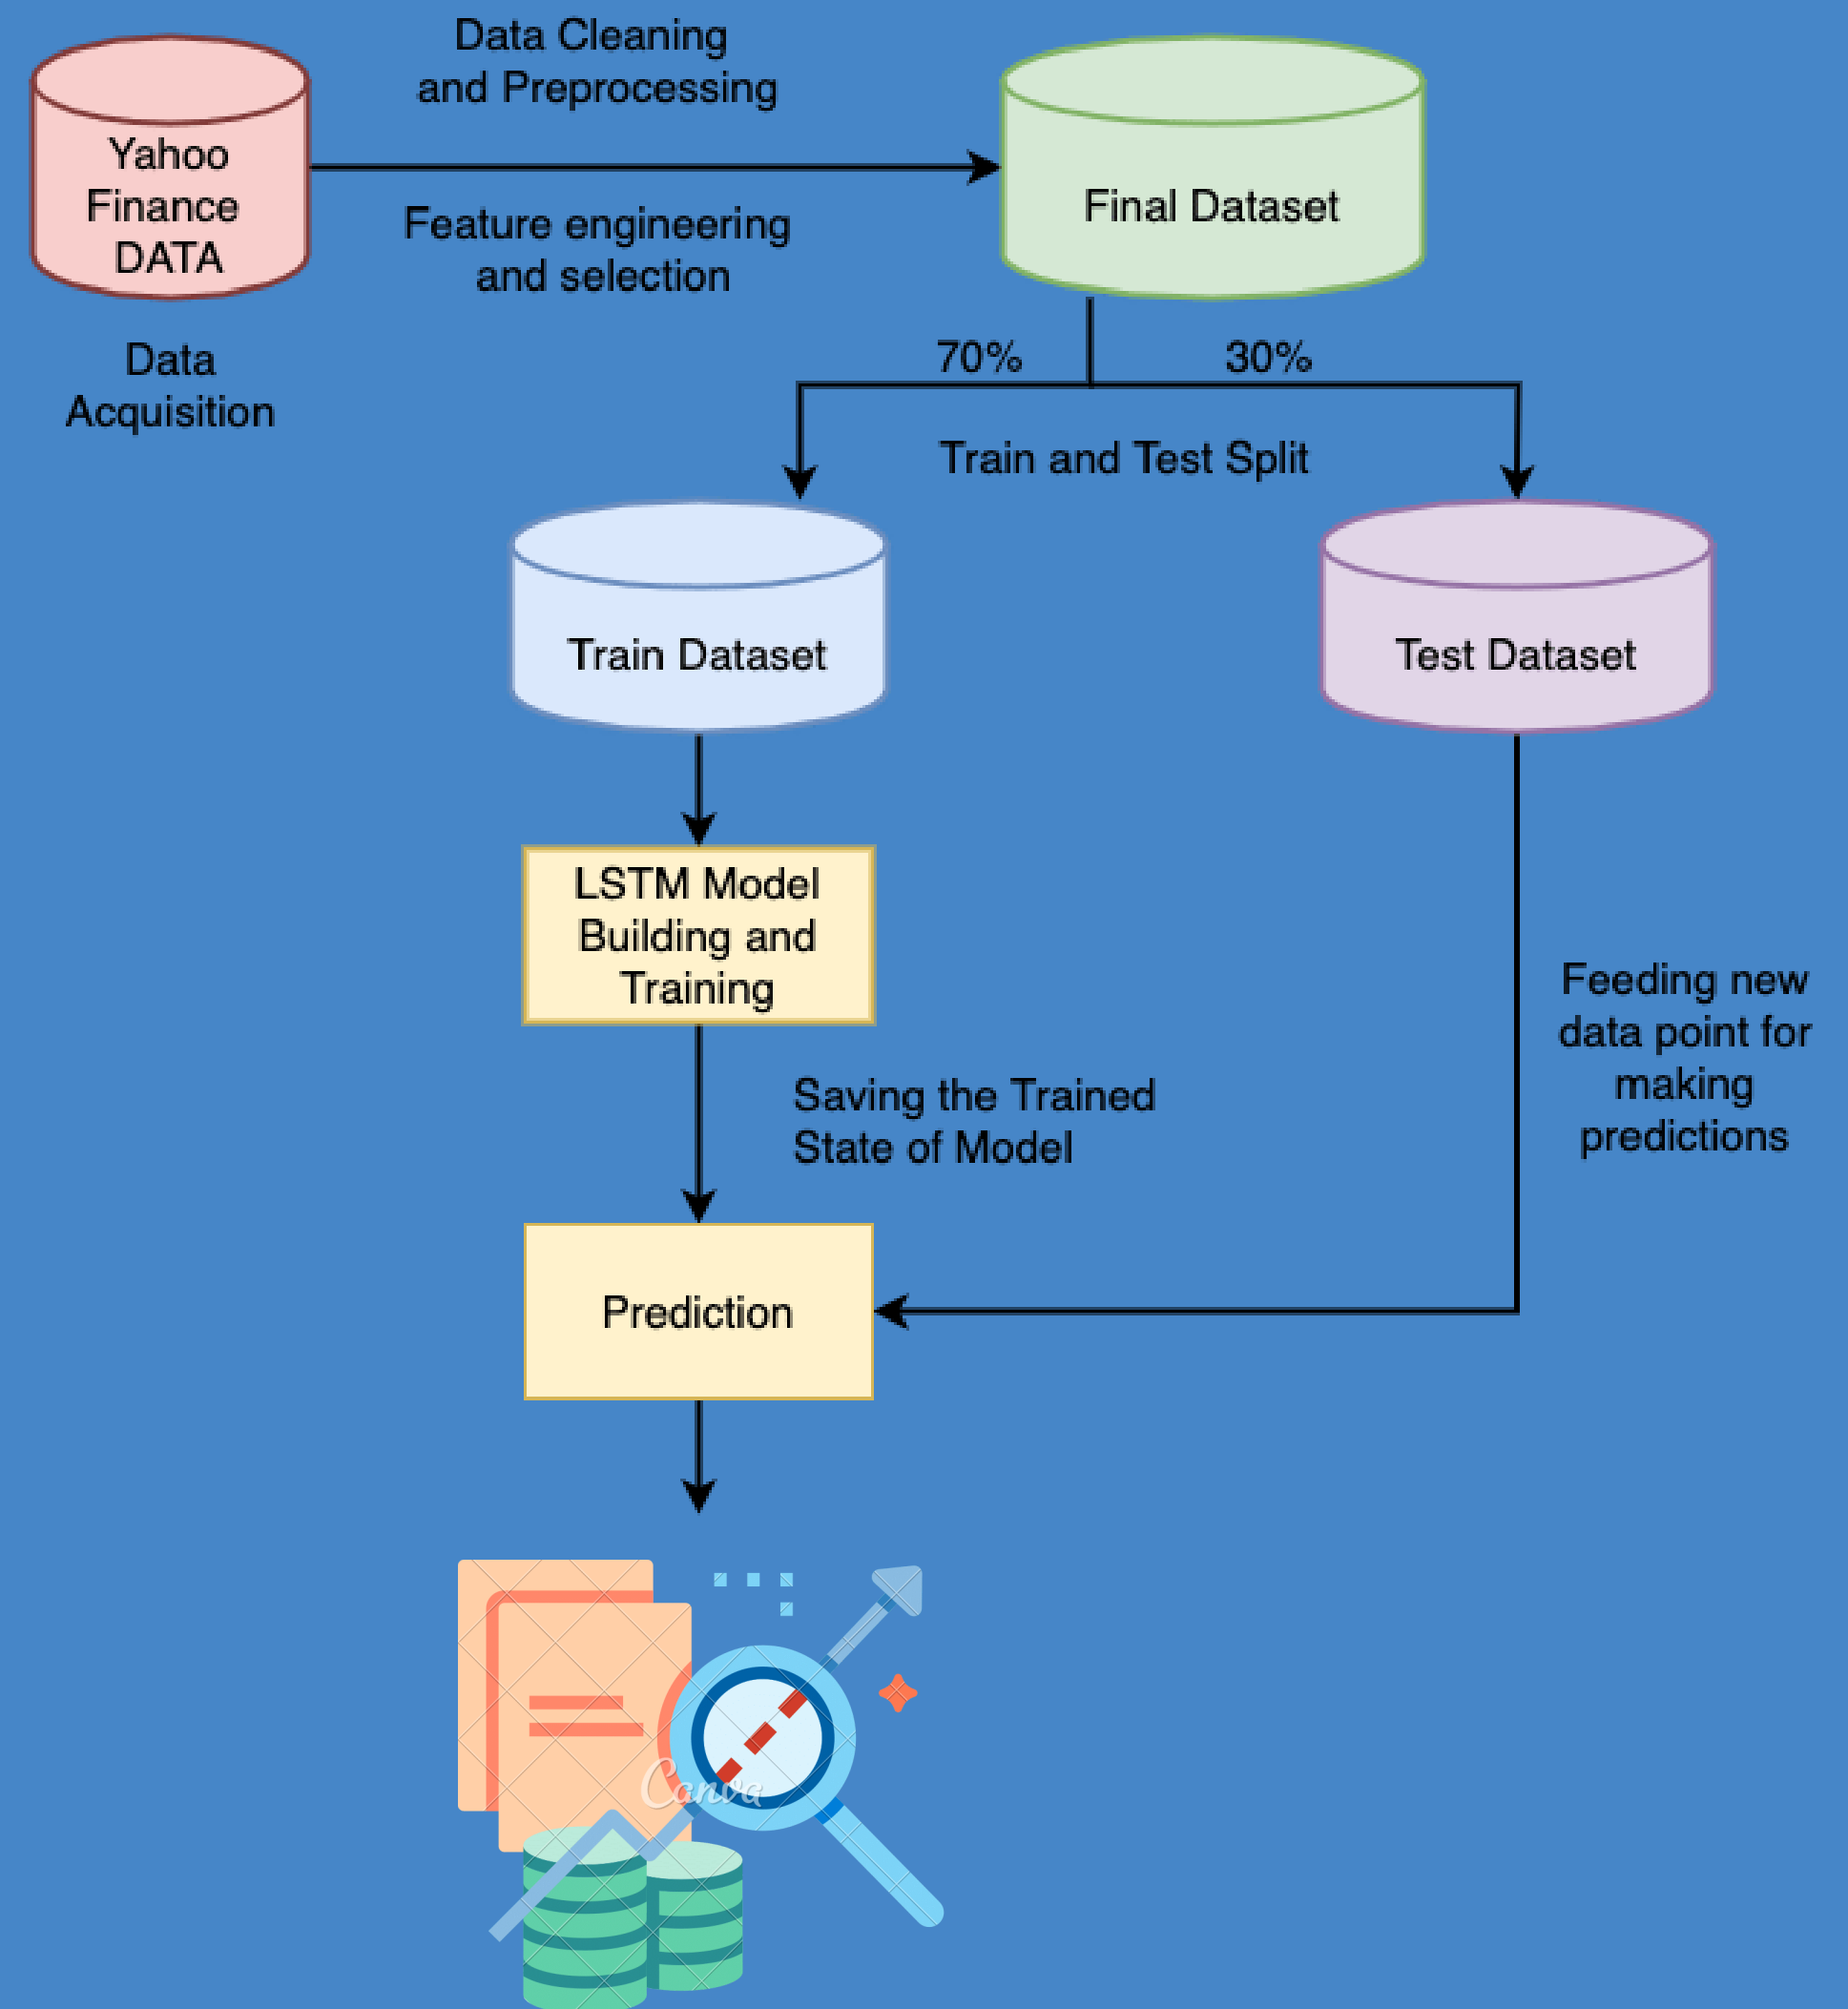 Data Cleaning
and Preprocessing
Yahoo
Finance
DATA
Feature engineering
and selection
Final Dataset
Data
Acquisition
70%
30%
Train and Test Split
Train Dataset
Test Dataset
LSTM Model
Building and
Training
Feeding new
data point for
making
predictions
Saving the Trained
State of Model
Prediction
Canva